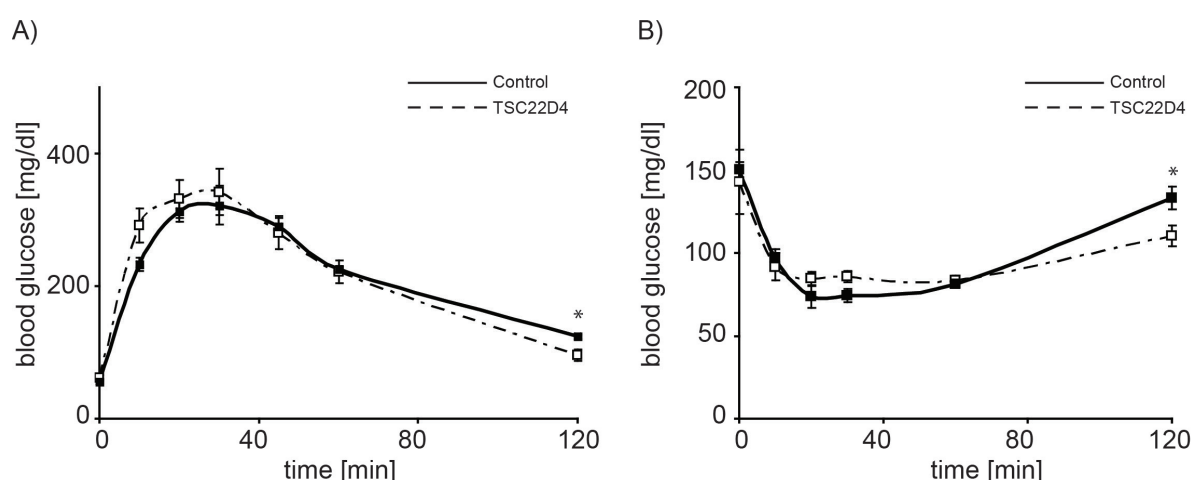 A)
Control
TSC22D4
blood glucose [mg/dl]
400
200
0
*
0 40 80 120
time [min]
B)
Control
TSC22D4
blood glucose [mg/dl]
200
150
100
50
0
*
0 40 80 120
time [min]